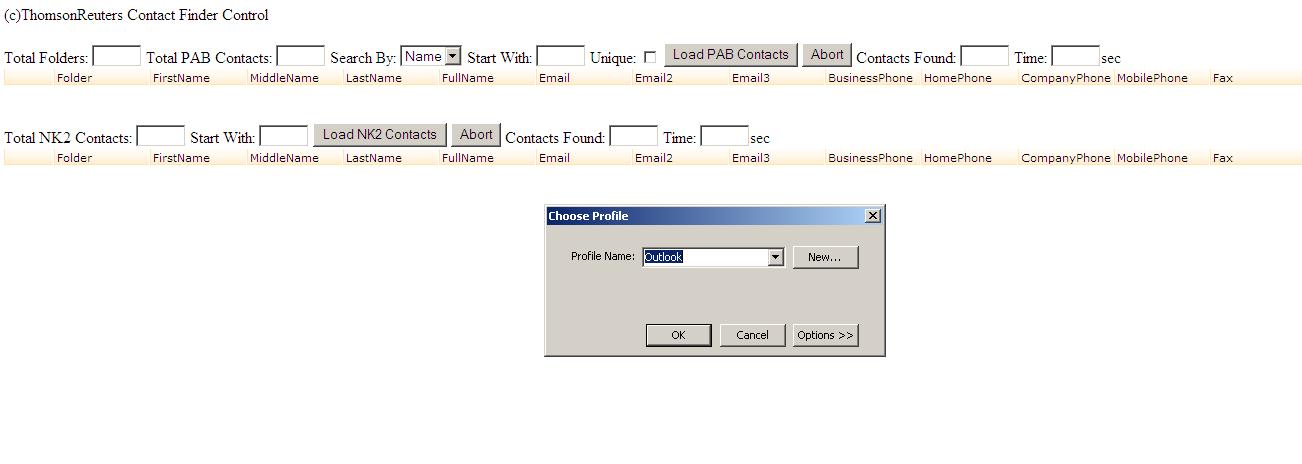 (c)ThomsonReuters Contact Finder Control
Total Folders: Total PAB Contacts: Search By: Name Start With: Unique: Load PAB Contacts Abort Contacts Found: Time: sec
Folder FirstName MiddleName LastName FullName Email Email2 Email3 BusinessPhone HomePhone CompanyPhone MobilePhone Fax
Total NK2 Contacts: Start With: Load NK2 Contacts Abort Contacts Found: Time: sec
Folder FirstName MiddleName LastName FullName Email Email2 Email3 BusinessPhone HomePhone CompanyPhone MobilePhone Fax
Choose Profile
Profile Name: Outlook New...
OK Cancel Options >>